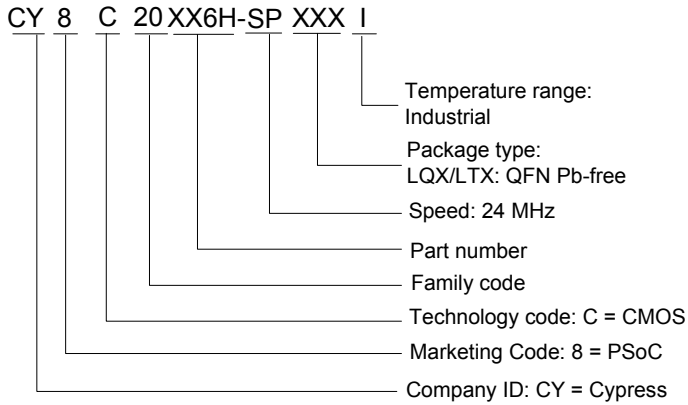 CY 8 C 20 XX6H-SP XXX I
Temperature range:
Industrial
Package type:
LQX/LTX: QFN Pb-free
Speed: 24 MHz
Part number
Family code
Technology code: C = CMOS
Marketing Code: 8 = PSoC
Company ID: CY = Cypress